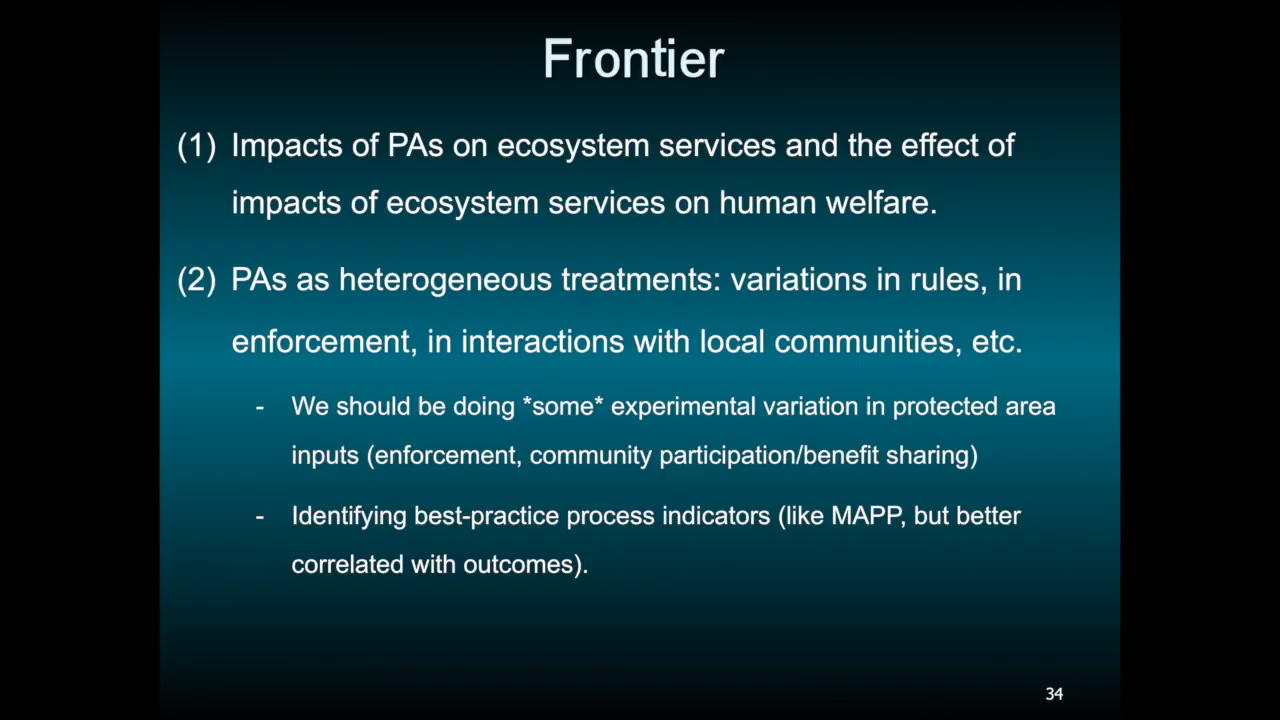 Frontier
(1) Impacts of PAs on ecosystem services and the effect of
impacts of ecosystem services on human welfare.
(2) PAs as heterogeneous treatments: variations in rules, in
enforcement, in interactions with local communities, etc.
- We should be doing *some* experimental variation in protected area
inputs (enforcement, community participation/benefit sharing)
- Identifying best-practice process indicators (like MAPP, but better
correlated with outcomes).
34